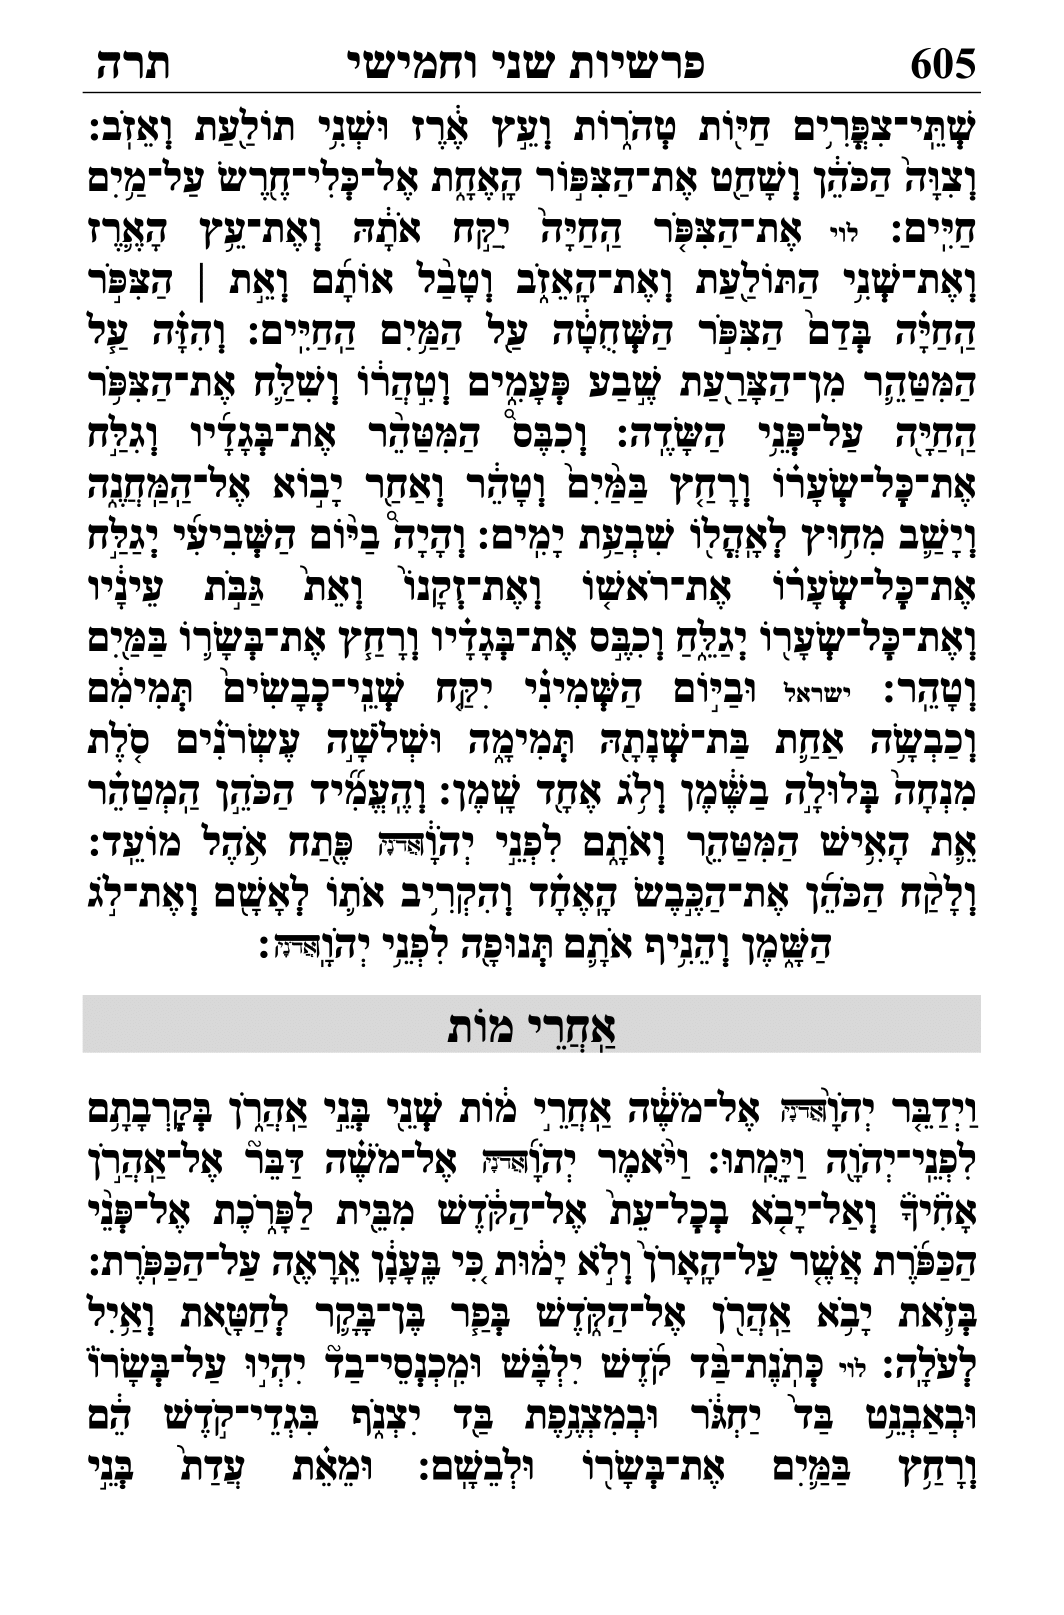 605 פרשיות שני וחמישי תרה
שְׁתֵּֽי־צִפֳּרִ֥ים חַיּ֖וֹת טְהֹר֑וֹת וְעֵ֣ץ אֶ֔רֶז וּשְׁנִ֥י תוֹלַ֖עַת וְאֵזֹֽב׃
וְצִוָּה֙ הַכֹּהֵ֔ן וְשָׁחַ֖ט אֶת־הַצִּפּ֣וֹר הָֽאֶחָ֑ת אֶל־כְּלִי־חֶ֖רֶשׂ עַל־מַ֥יִם
חַיִּֽים׃ לוי אֶת־הַצִּפֹּ֤ר הַֽחַיָּה֙ יִקַּ֣ח אֹתָ֔הּ וְאֶת־עֵ֥ץ הָאֶ֛רֶז
וְאֶת־שְׁנִ֥י הַתּוֹלַ֖עַת וְאֶת־הָֽאֵזֹ֑ב וְטָבַ֨ל אוֹתָ֜ם וְאֵ֣ת | הַצִּפֹּ֣ר
הַֽחַיָּ֗ה בְּדַם֙ הַצִּפֹּ֣ר הַשְּׁחֻטָ֔ה עַ֖ל הַמַּ֥יִם הַֽחַיִּֽים׃ וְהִזָּ֗ה עַ֧ל
הַמִּטַּהֵ֛ר מִן־הַצָּרַ֖עַת שֶׁ֣בַע פְּעָמִ֑ים וְטִ֣הֲר֔וֹ וְשִׁלַּ֛ח אֶת־הַצִּפֹּ֥ר
הַֽחַיָּ֖ה עַל־פְּנֵ֥י הַשָּׂדֶֽה׃ וְכִבֶּס֩ הַמִּטַּהֵ֨ר אֶת־בְּגָדָ֜יו וְגִלַּ֣ח
אֶת־כָּל־שְׂעָר֗וֹ וְרָחַ֤ץ בַּמַּ֙יִם֙ וְטָהֵ֔ר וְאַחַ֖ר יָב֣וֹא אֶל־הַֽמַּחֲנֶ֑ה
וְיָשַׁ֛ב מִח֥וּץ לְאָֽהֳל֖וֹ שִׁבְעַ֥ת יָמִֽים׃ וְהָיָה֩ בַיּ֨וֹם הַשְּׁבִיעִ֜י יְגַלַּ֣ח
אֶת־כָּל־שְׂעָר֗וֹ אֶת־רֹאשׁ֤וֹ וְאֶת־זְקָנוֹ֙ וְאֵת֙ גַּבֹּ֣ת עֵינָ֔יו
וְאֶת־כָּל־שְׂעָר֖וֹ יְגַלֵּ֑חַ וְכִבֶּ֣ס אֶת־בְּגָדָ֗יו וְרָחַ֧ץ אֶת־בְּשָׂר֛וֹ בַּמַּ֖יִם
וְטָהֵֽר׃ ישראל וּבַיּ֣וֹם הַשְּׁמִינִ֗י יִקַּ֤ח שְׁנֵֽי־כְבָשִׂים֙ תְּמִימִ֔ם
וְכַבְשָׂ֥ה אַחַ֛ת בַּת־שְׁנָתָ֖הּ תְּמִימָ֑ה וּשְׁלֹשָׁ֣ה עֶשְׂרֹנִ֗ים סֹ֤לֶת
מִנְחָה֙ בְּלוּלָ֣ה בַשֶּׁ֔מֶן וְלֹ֥ג אֶחָ֖ד שָֽׁמֶן׃ וְהֶֽעֱמִ֞יד הַכֹּהֵ֣ן הַֽמְטַהֵ֗ר
אֵ֛ת הָאִ֥ישׁ הַמִּטַּהֵ֖ר וְאֹתָ֑ם לִפְנֵ֣י יְהֹוָ֔ה אֲדֹנָי פֶּ֖תַח אֹ֥הֶל מוֹעֵֽד׃
וְלָקַ֨ח הַכֹּהֵ֜ן אֶת־הַכֶּ֣בֶשׂ הָֽאֶחָ֗ד וְהִקְרִ֥יב אֹת֛וֹ לְאָשָׁ֖ם וְאֶת־לֹ֣ג
הַשָּׁ֑מֶן וְהֵנִ֥יף אֹתָ֛ם תְּנוּפָ֖ה לִפְנֵ֥י יְהֹוָֽה אֲדֹנָי׃
אַֽחֲרֵי מוֹת
וַיְדַבֵּ֤ר יְהֹוָה֙ אֲדֹנָי אֶל־מֹשֶׁ֔ה אַֽחֲרֵ֣י מ֔וֹת שְׁנֵ֖י בְּנֵ֣י אַֽהֲרֹ֑ן בְּקָרְבָתָ֥ם
לִפְנֵֽי־יְהֹוָ֖ה וַיָּמֻֽתוּ׃ וַיֹּ֨אמֶר יְהֹוָ֜ה אֲדֹנָי אֶל־מֹשֶׁ֗ה דַּבֵּר֮ אֶל־אַֽהֲרֹ֣ן
אָחִ֒יךָ֒ וְאַל־יָבֹ֤א בְכָל־עֵת֙ אֶל־הַקֹּ֔דֶשׁ מִבֵּ֖ית לַפָּרֹ֑כֶת אֶל־פְּנֵ֨י
הַכַּפֹּ֜רֶת אֲשֶׁ֤ר עַל־הָֽאָרֹן֙ וְלֹ֣א יָמ֔וּת כִּ֚י בֶּֽעָנָ֔ן אֵֽרָאֶ֖ה עַל־הַכַּפֹּֽרֶת׃
בְּזֹ֛את יָבֹ֥א אַֽהֲרֹ֖ן אֶל־הַקֹּ֑דֶשׁ בְּפַ֧ר בֶּן־בָּקָ֛ר לְחַטָּ֖את וְאַ֥יִל
לְעֹלָֽה׃ לוי כְּתֹֽנֶת־בַּ֨ד קֹ֜דֶשׁ יִלְבָּ֗שׁ וּמִֽכְנְסֵי־בַד֮ יִהְי֣וּ עַל־בְּשָׂרוֹ֒
וּבְאַבְנֵ֥ט בַּד֙ יַחְגֹּ֔ר וּבְמִצְנֶ֥פֶת בַּ֖ד יִצְנֹ֑ף בִּגְדֵי־קֹ֣דֶשׁ הֵ֔ם
וְרָחַ֥ץ בַּמַּ֛יִם אֶת־בְּשָׂר֖וֹ וּלְבֵשָֽׁם׃ וּמֵאֵ֗ת עֲדַת֙ בְּנֵ֣י